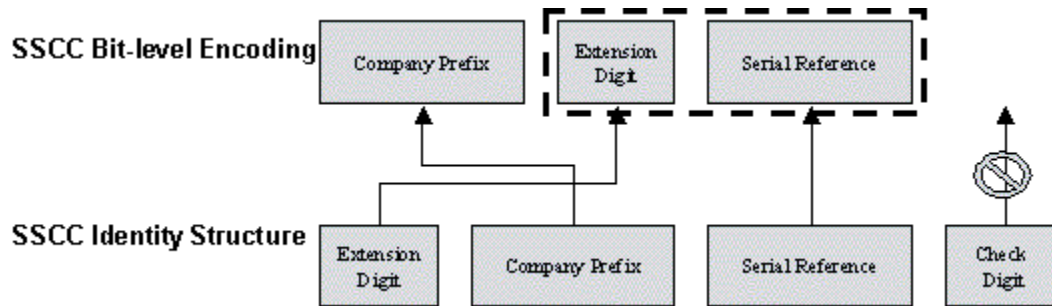 SSCC Bit-level Encoding
Company Prefix
Extension
Digit
Serial Reference
SSCC Identity Structure
Extension
Digit
Company Prefix
Serial Reference
Check
Digit